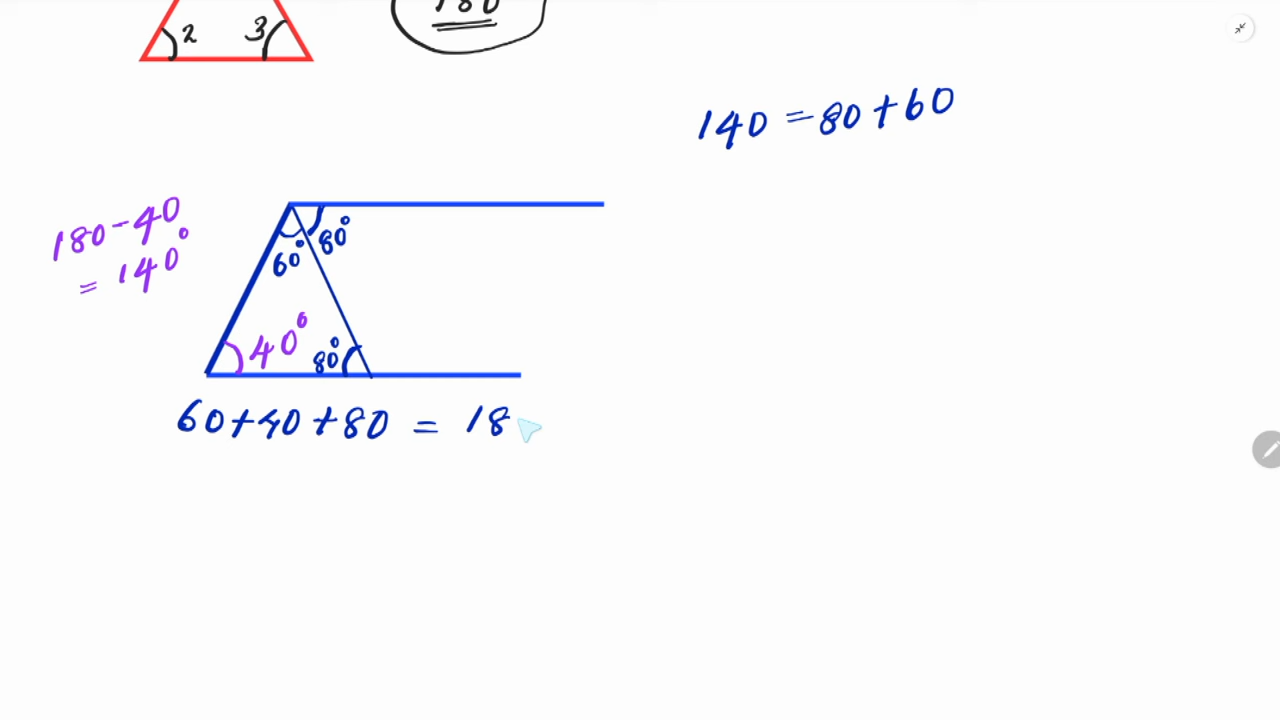 180
2 3
140 = 80 + 60
180 - 40
= 140°
60° 80°
40° 80°
60 + 40 + 80 = 18